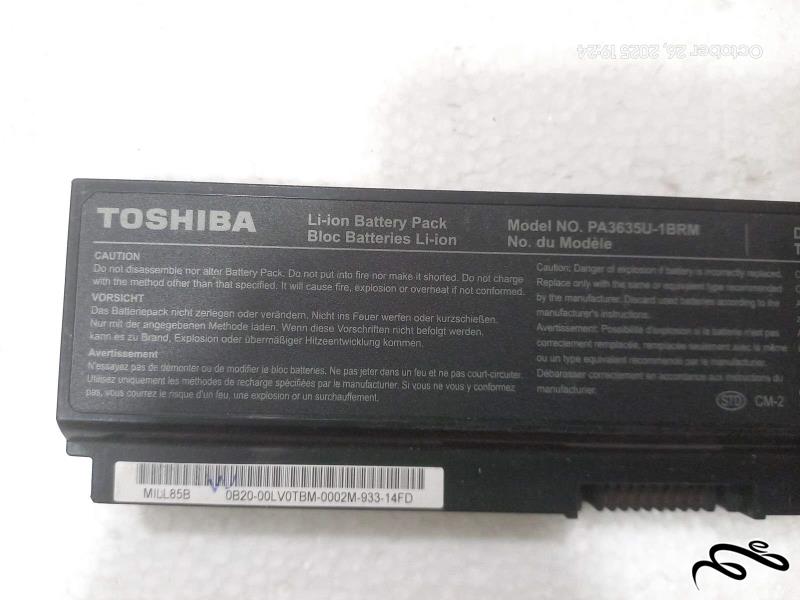 October 26, 2025 19:24
TOSHIBA
Li-ion Battery Pack
Bloc Batteries Li-ion
Model NO. PA3635U-1BRM
No. du Modèle
CAUTION
Do not disassemble nor alter Battery Pack. Do not put into fire nor make it shorted. Do not charge
with the method other than that specified. It will cause fire, explosion or overheat if not conformed.
VORSICHT
Das Batteriepack nicht zerlegen oder verändern. Nicht ins Feuer werfen oder kurzschießen.
Nur mit der angegebenen Methode laden. Wenn diese Vorschriften nicht befolgt werden,
kann es zu Brand, Explosion oder übermäßiger Hitzeentwicklung kommen.
Avertissement
N'essayez pas de démonter ou de modifier le bloc batteries. Ne pas jeter dans un feu et ne pas court-circuiter.
Utilisez uniquement les méthodes de recharge spécifiées par le manufacturier. Si vous ne vous y conformez
pas, vous courrez le risque d'un feu, une explosion or un surchauffement.
Caution: Danger of explosion if battery is incorrectly replaced.
Replace only with the same or equivalent type recommended
by the manufacturer. Discard used batteries according to the
manufacturer's instructions.
Avertissement: Possibilité d'explosion si la batterie n'est pas
correctement remplacée, remplacée seulement avec le même
ou un type équivalent recommandé par le manufacturier.
Débarasser correctement en accord aux instructions du
manufacturier.
STD CM-2
MILL85B 0B20-00LV0TBM-0002M-933-14FD